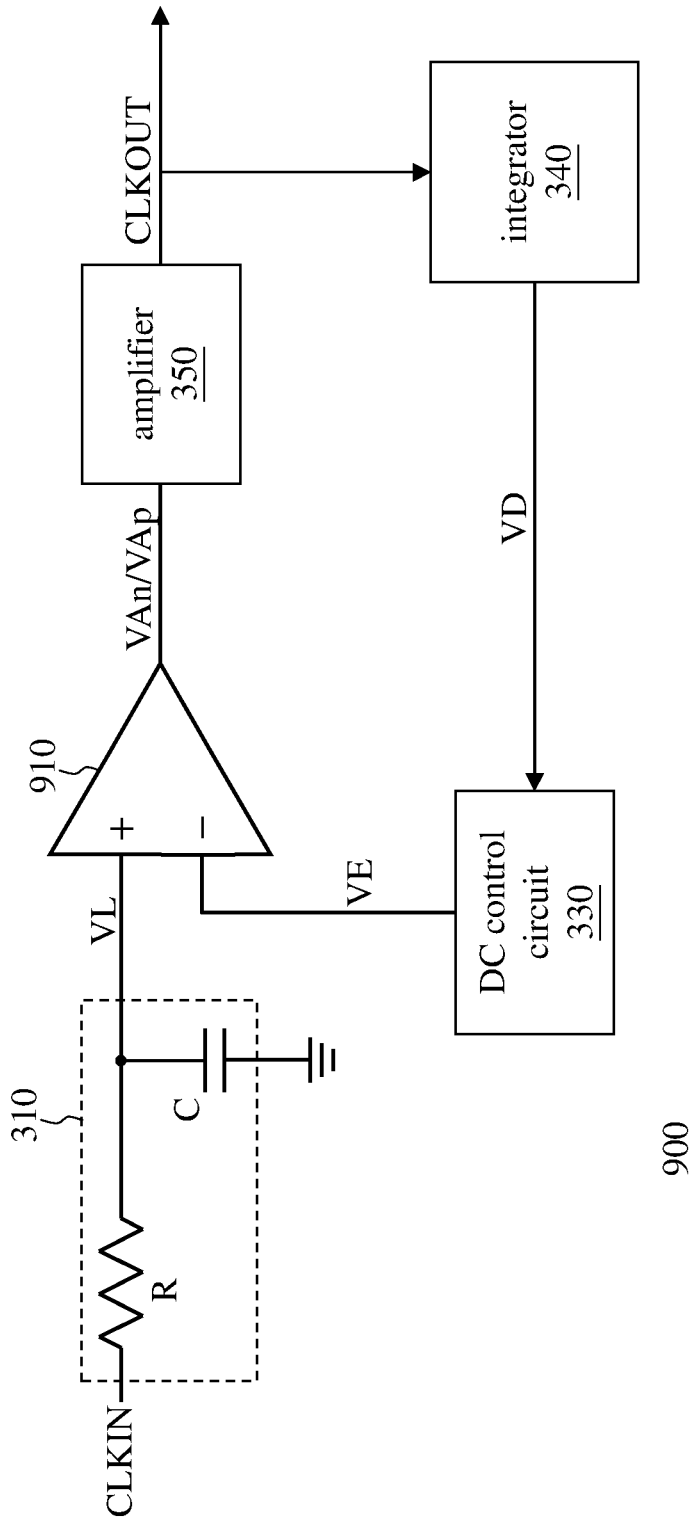 310
910
CLKIN
R
C
VL
+
−
VAn/VAp
amplifier
350
CLKOUT
VE
DC control
circuit
330
VD
integrator
340
900